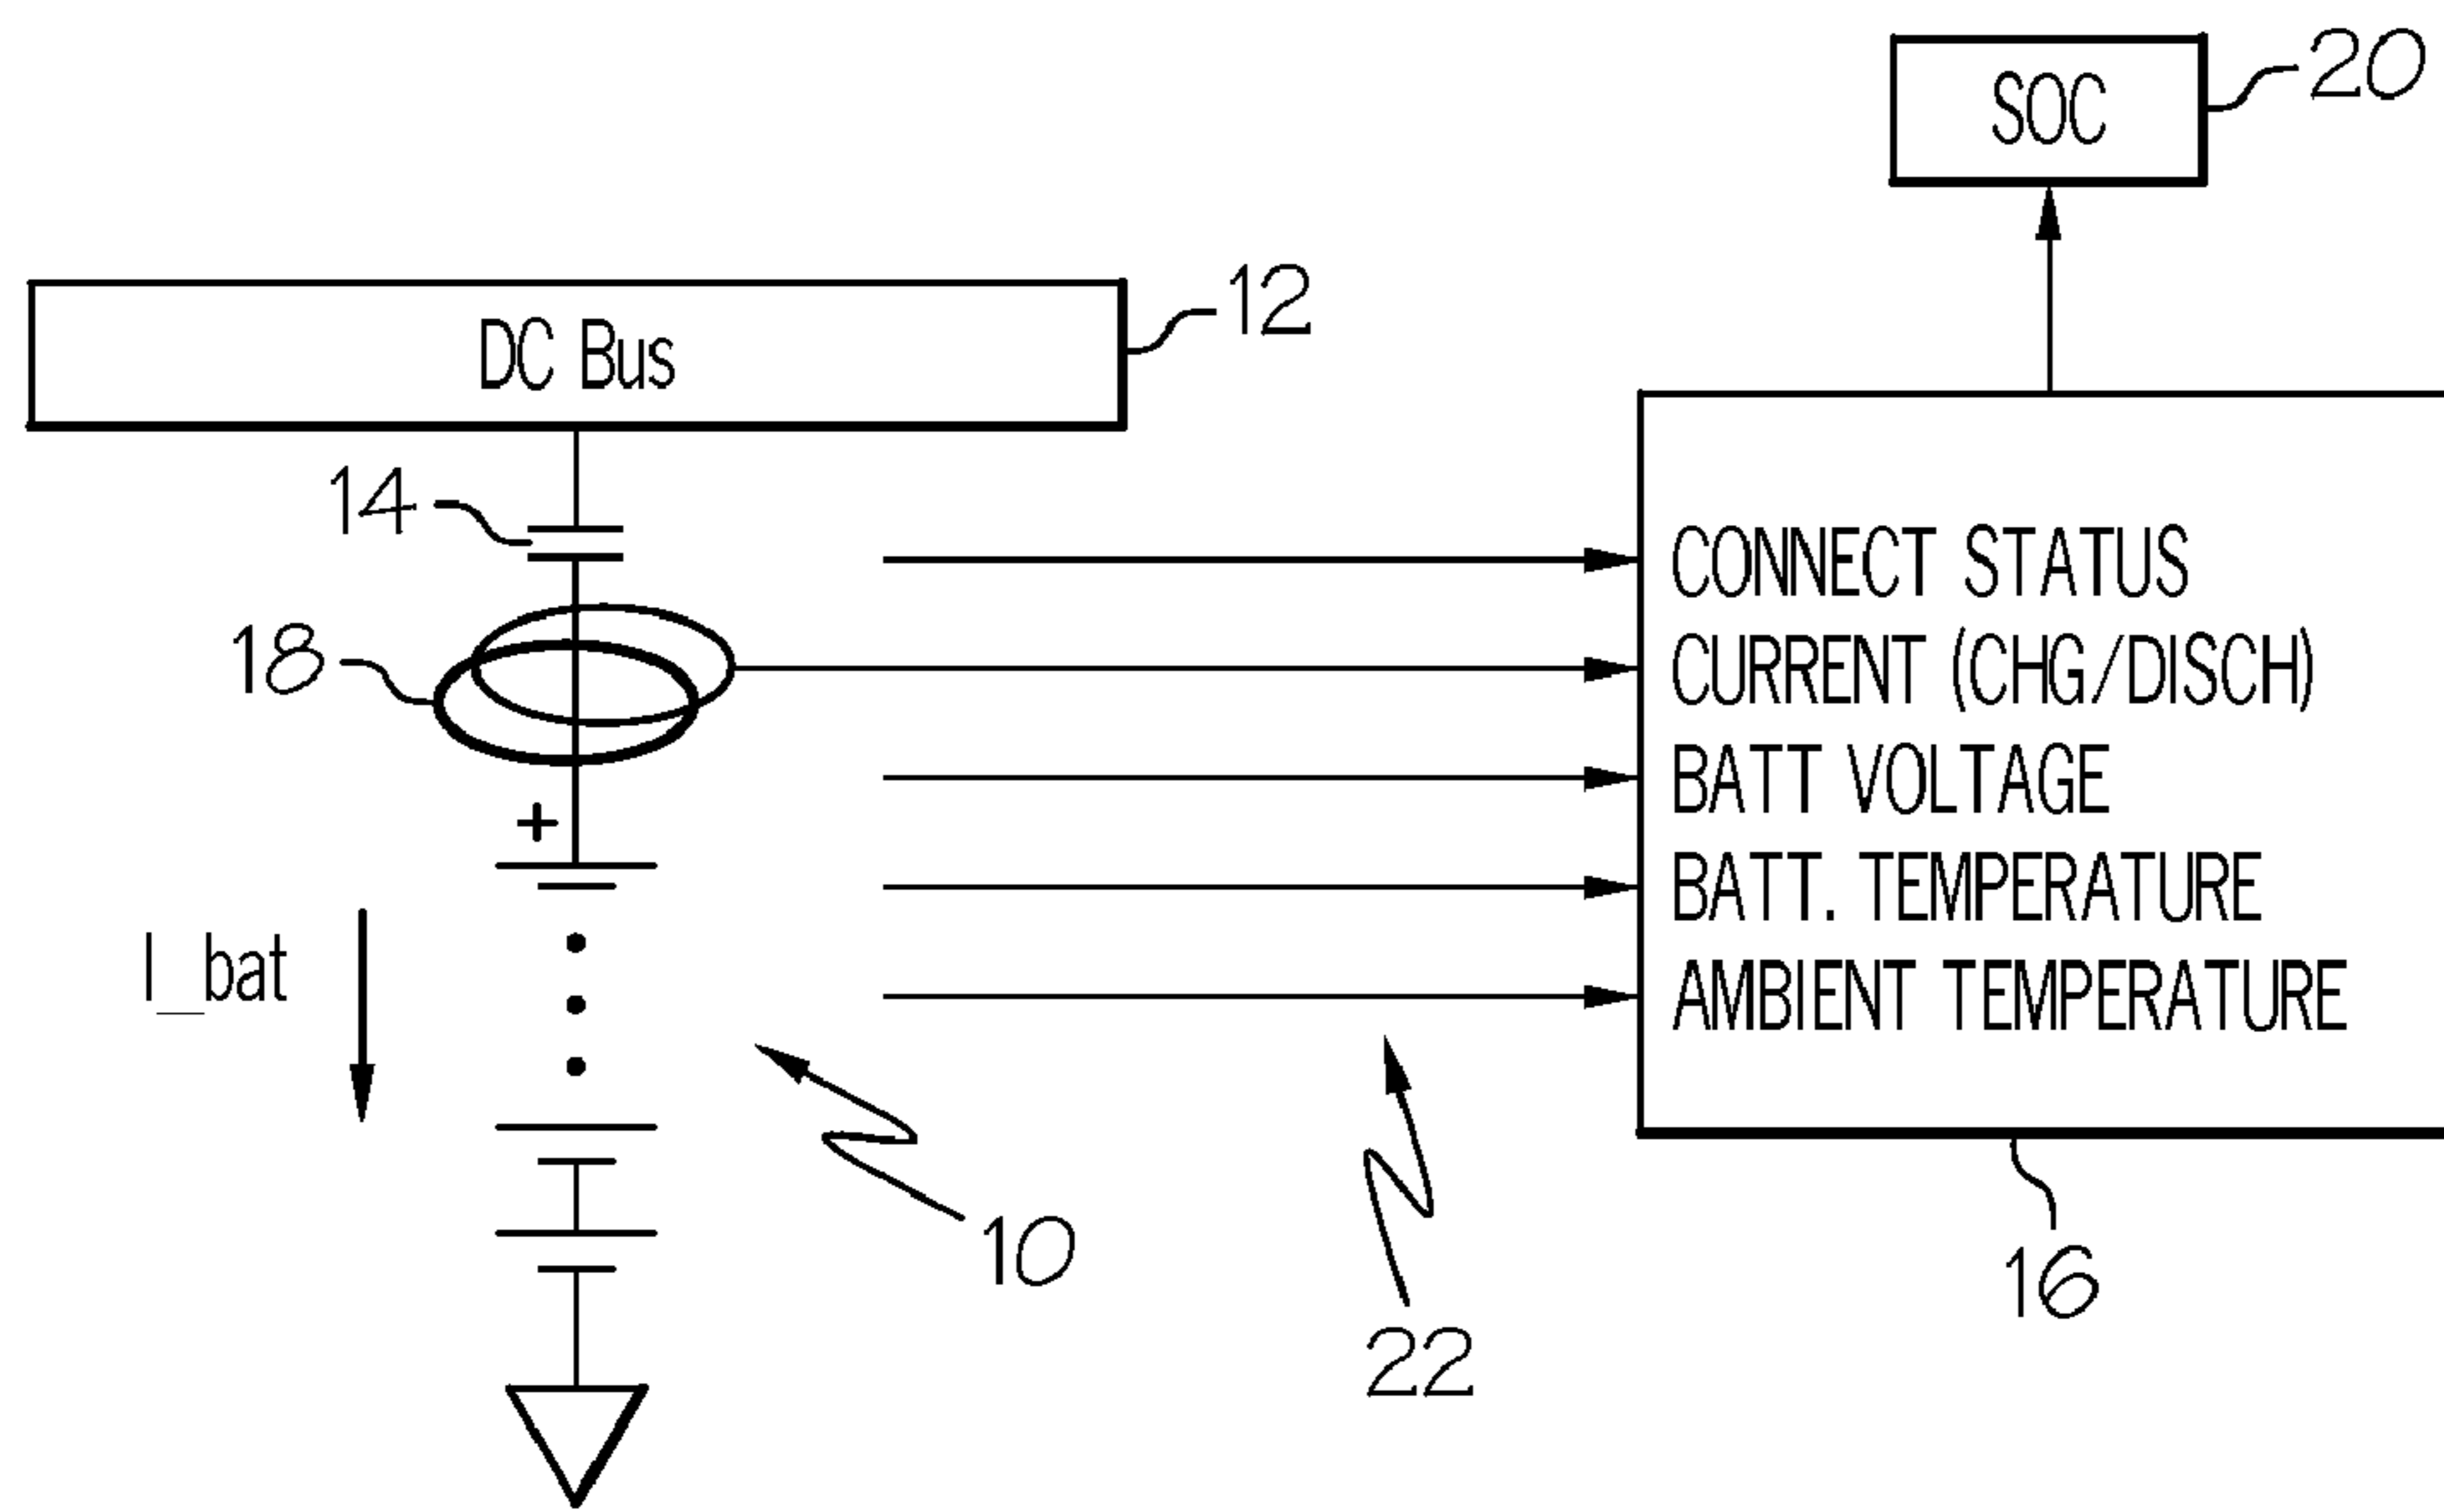 SOC
20
DC Bus
12
14
18
CONNECT STATUS
CURRENT (CHG/DISCH)
BATT VOLTAGE
BATT. TEMPERATURE
AMBIENT TEMPERATURE
+
I_bat
10
22
16